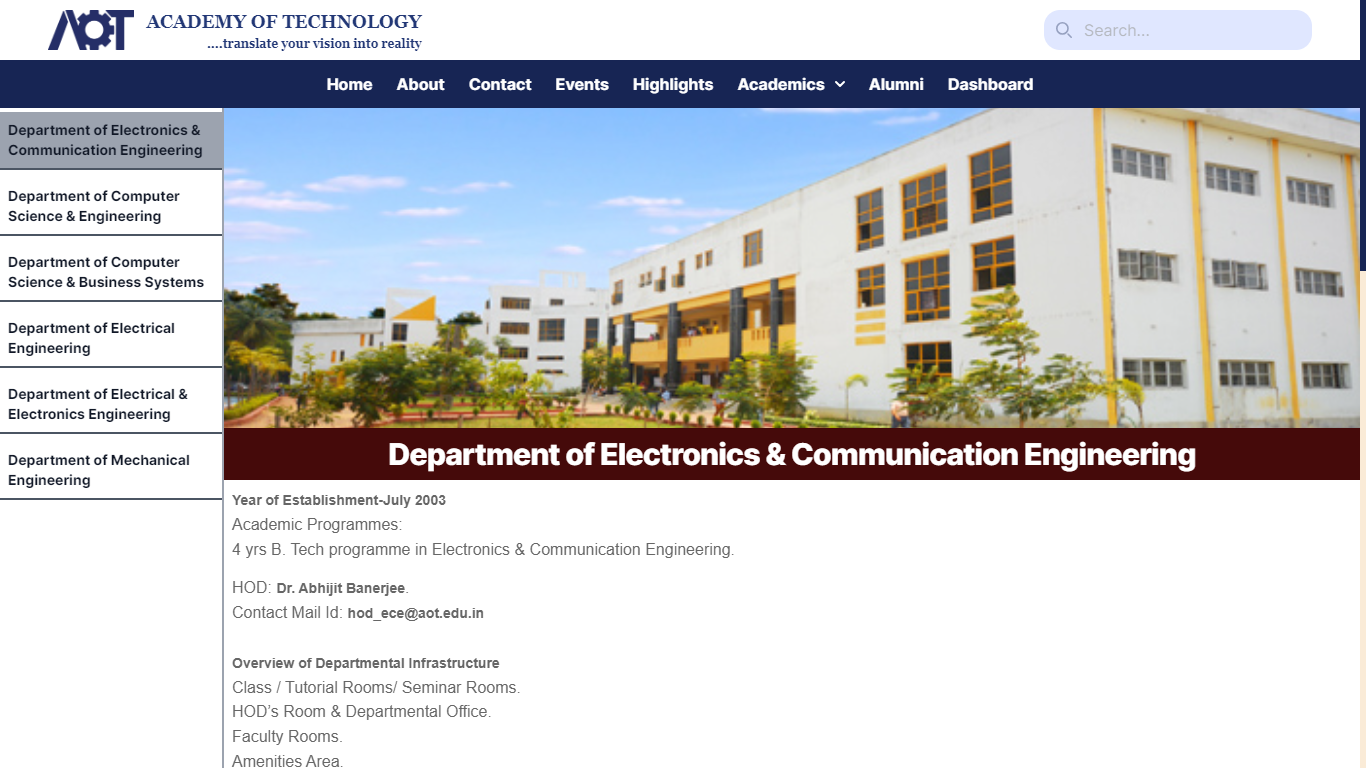 AOT
ACADEMY OF TECHNOLOGY
....translate your vision into reality
Search...
Home About Contact Events Highlights Academics Alumni Dashboard
Department of Electronics &
Communication Engineering
Department of Computer
Science & Engineering
Department of Computer
Science & Business Systems
Department of Electrical
Engineering
Department of Electrical &
Electronics Engineering
Department of Mechanical
Engineering
Department of Electronics & Communication Engineering
Year of Establishment-July 2003
Academic Programmes:
4 yrs B. Tech programme in Electronics & Communication Engineering.
HOD: Dr. Abhijit Banerjee.
Contact Mail Id: hod_ece@aot.edu.in
Overview of Departmental Infrastructure
Class / Tutorial Rooms/ Seminar Rooms.
HOD’s Room & Departmental Office.
Faculty Rooms.
Amenities Area.